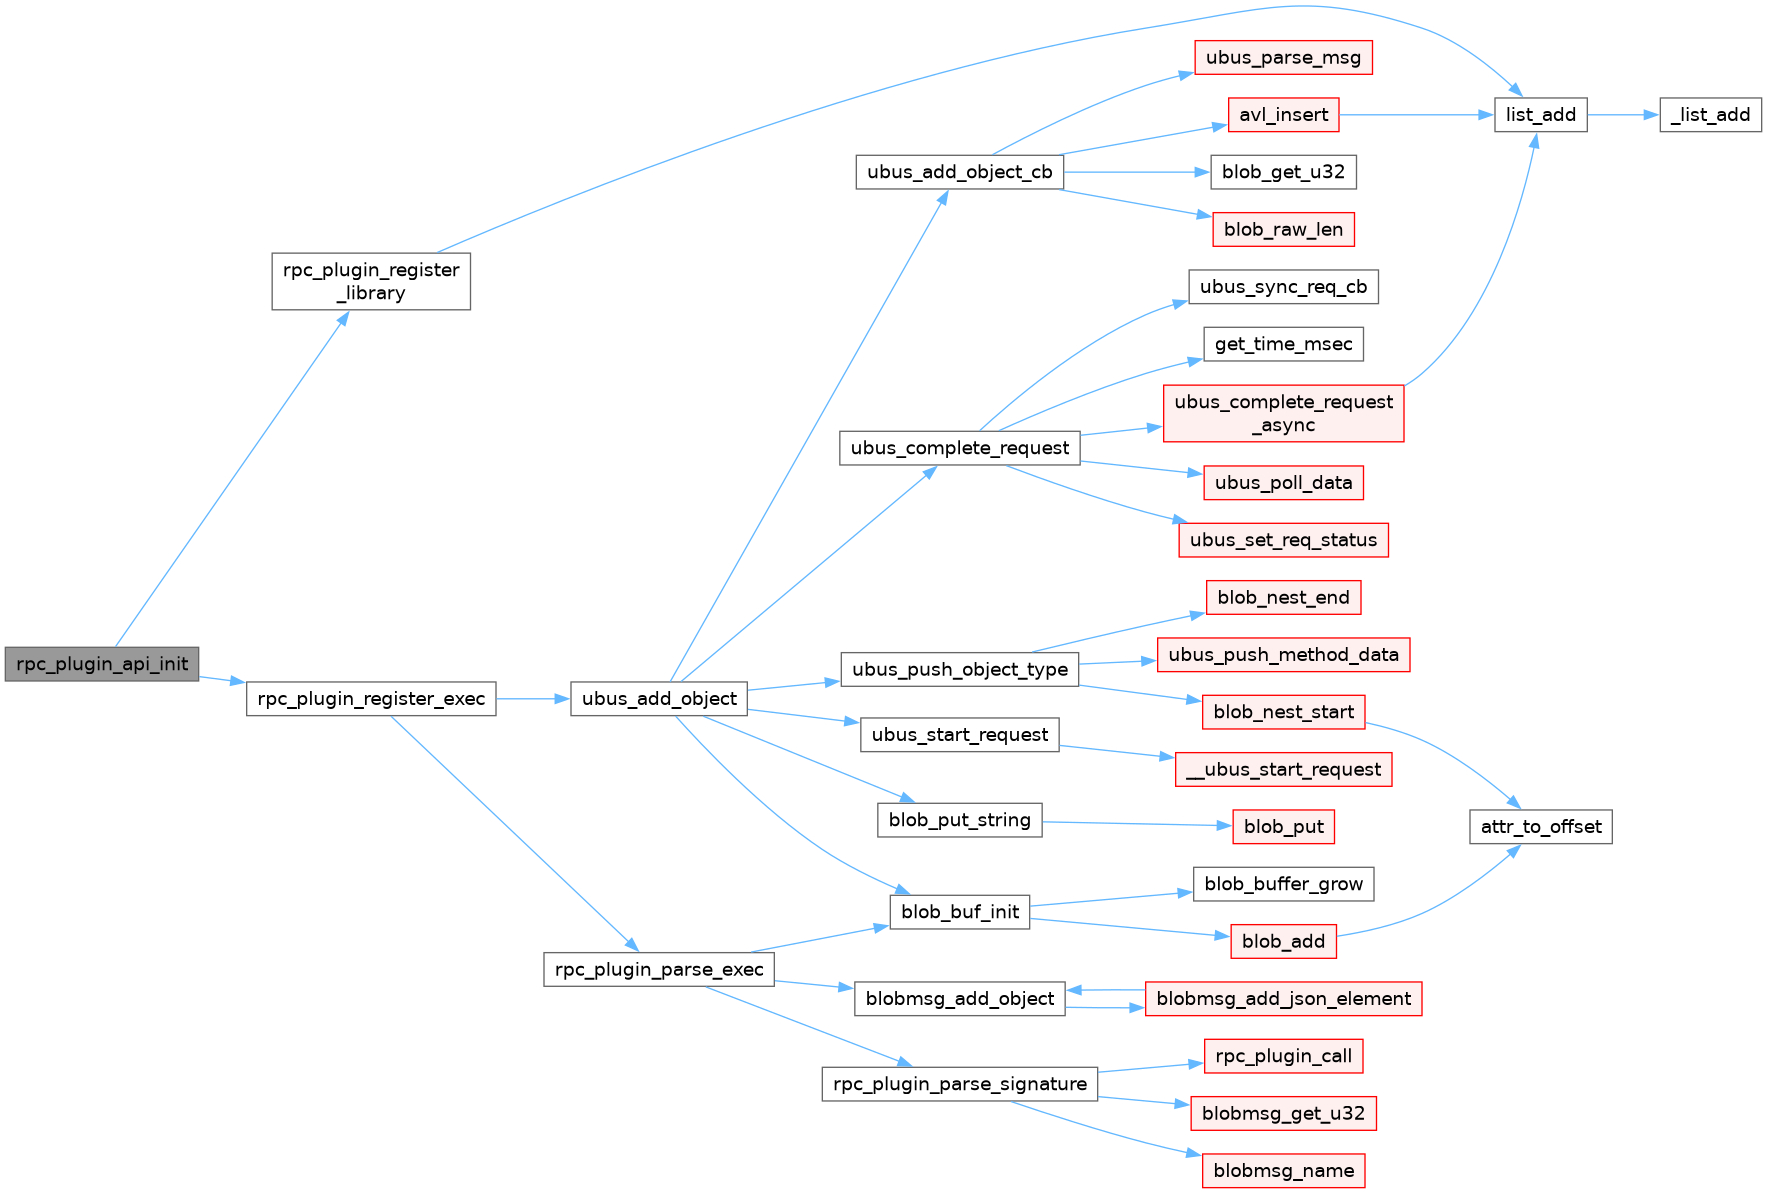 rpc_plugin_api_init
rpc_plugin_register
_library
rpc_plugin_register_exec
ubus_add_object
rpc_plugin_parse_exec
ubus_add_object_cb
ubus_complete_request
ubus_push_object_type
ubus_start_request
blob_put_string
blob_buf_init
blobmsg_add_object
rpc_plugin_parse_signature
ubus_parse_msg
avl_insert
blob_get_u32
blob_raw_len
ubus_sync_req_cb
get_time_msec
ubus_complete_request
_async
ubus_poll_data
ubus_set_req_status
blob_nest_end
ubus_push_method_data
blob_nest_start
__ubus_start_request
blob_put
blob_buffer_grow
blob_add
blobmsg_add_json_element
rpc_plugin_call
blobmsg_get_u32
blobmsg_name
list_add
attr_to_offset
_list_add